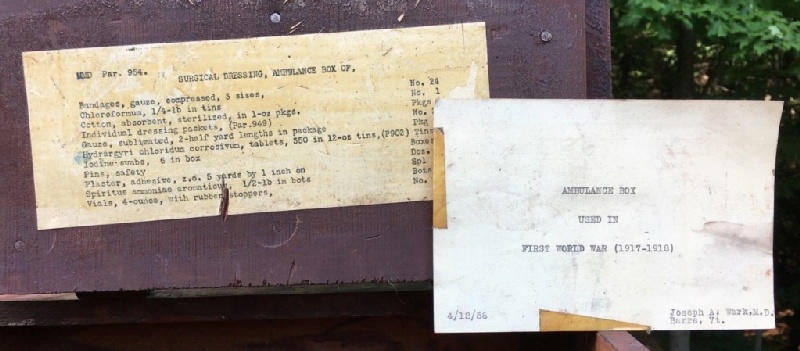 MMD Par. 954.
SURGICAL DRESSING, AMBULANCE BOX OF.
Bandages, gauze, compressed, 3 sizes, No. 24
Chloroformum, 1/4-lb in tins No. 1
Cotton, absorbent, sterilized, in 1-oz pkgs. Pkgs
Individual dressing packets, (Par.949) No.
Gauze, sublimated, 2-half yard lengths in package Pkg
Hydrargyri chloridum corrosivum, tablets, 350 in 12-oz tins,(P902) Tins
Iodine swabs, 6 in box Boxes
Pins, safety Doz.
Plaster, adhesive, z.o. 5 yards by 1 inch on Spl
Spiritus ammoniae aromaticus, 1/2-lb in bots Bots
Vials, 4-ounce, with rubber stoppers, No.
AMBULANCE BOX
USED IN
FIRST WORLD WAR (1917-1918)
4/12/66 Joseph A. Wark,M.D.
Barre, Vt.